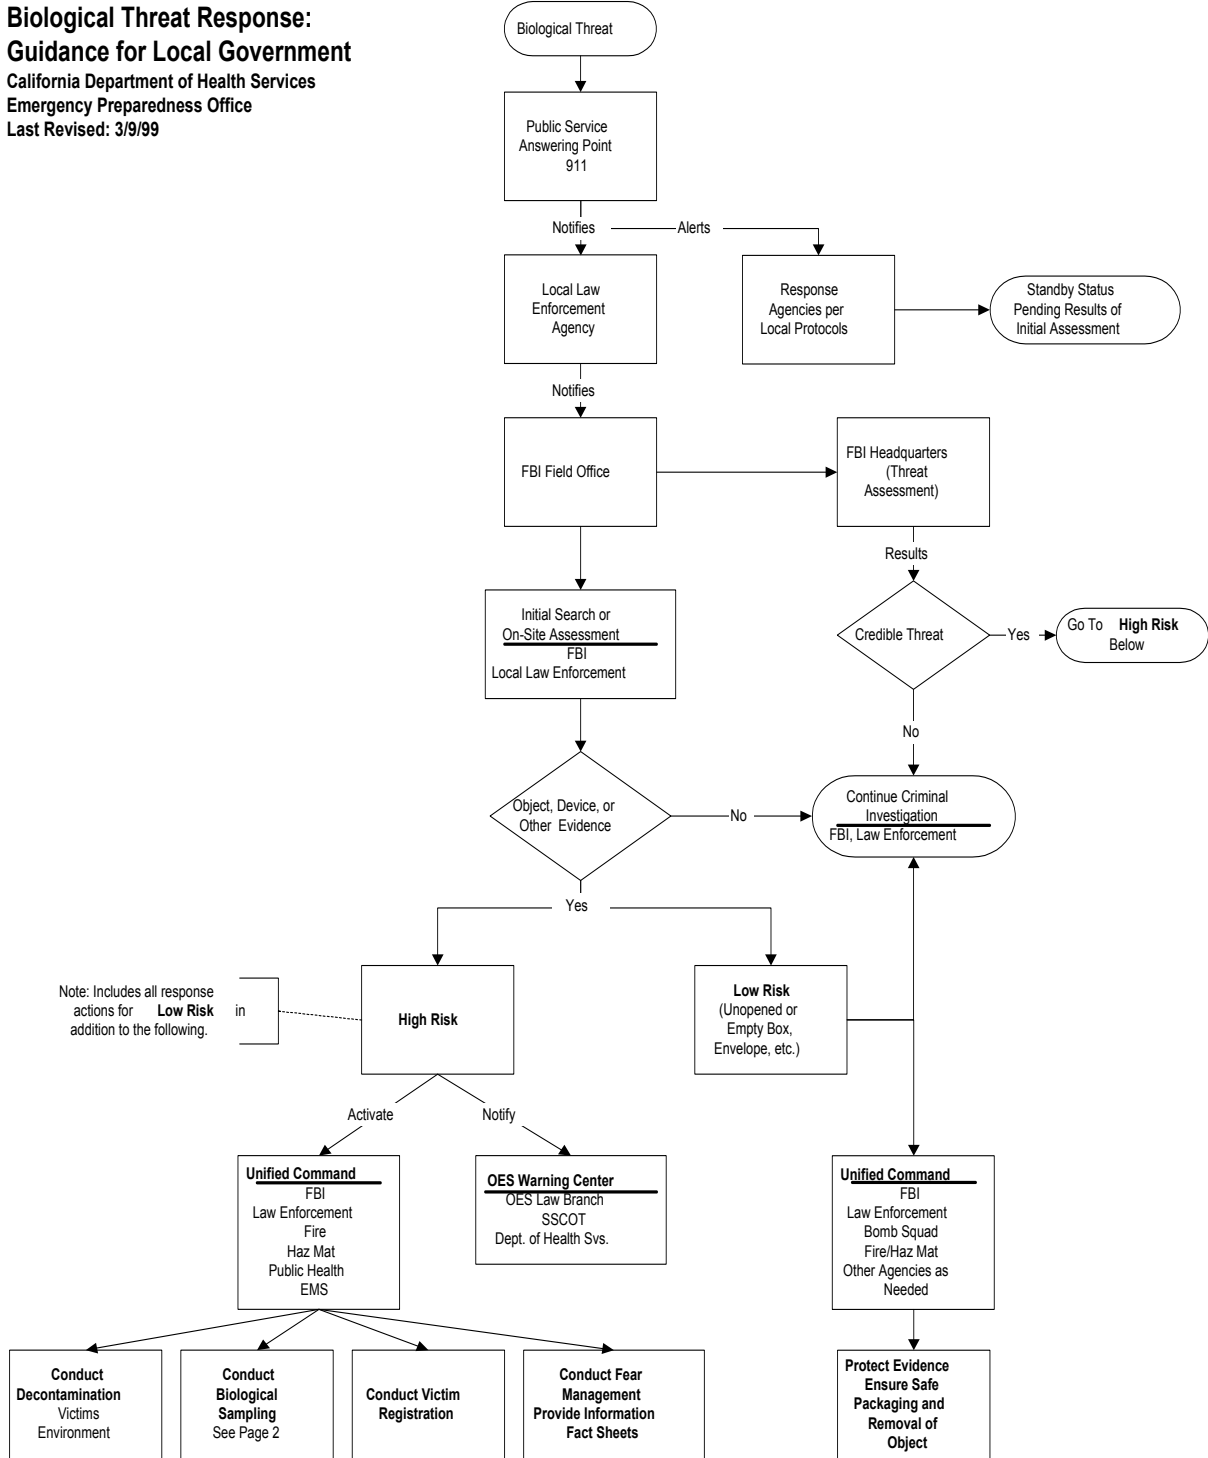 Biological Threat Response:
Guidance for Local Government
California Department of Health Services
Emergency Preparedness Office
Last Revised: 3/9/99
Biological Threat
Public Service
Answering Point
911
Notifies
Alerts
Local Law
Enforcement
Agency
Response
Agencies per
Local Protocols
Standby Status
Pending Results of
Initial Assessment
Notifies
FBI Field Office
FBI Headquarters
(Threat
Assessment)
Results
Initial Search or
On-Site Assessment
FBI
Local Law Enforcement
Credible Threat
Yes
Go To High Risk
Below
No
Object, Device, or
Other Evidence
No
Continue Criminal
Investigation
FBI, Law Enforcement
Yes
Note: Includes all response
actions for Low Risk in
addition to the following.
High Risk
Low Risk
(Unopened or
Empty Box,
Envelope, etc.)
Activate
Notify
Unified Command
FBI
Law Enforcement
Fire
Haz Mat
Public Health
EMS
OES Warning Center
OES Law Branch
SSCOT
Dept. of Health Svs.
Unified Command
FBI
Law Enforcement
Bomb Squad
Fire/Haz Mat
Other Agencies as
Needed
Conduct
Decontamination
Victims
Environment
Conduct
Biological
Sampling
See Page 2
Conduct Victim
Registration
Conduct Fear
Management
Provide Information
Fact Sheets
Protect Evidence
Ensure Safe
Packaging and
Removal of
Object